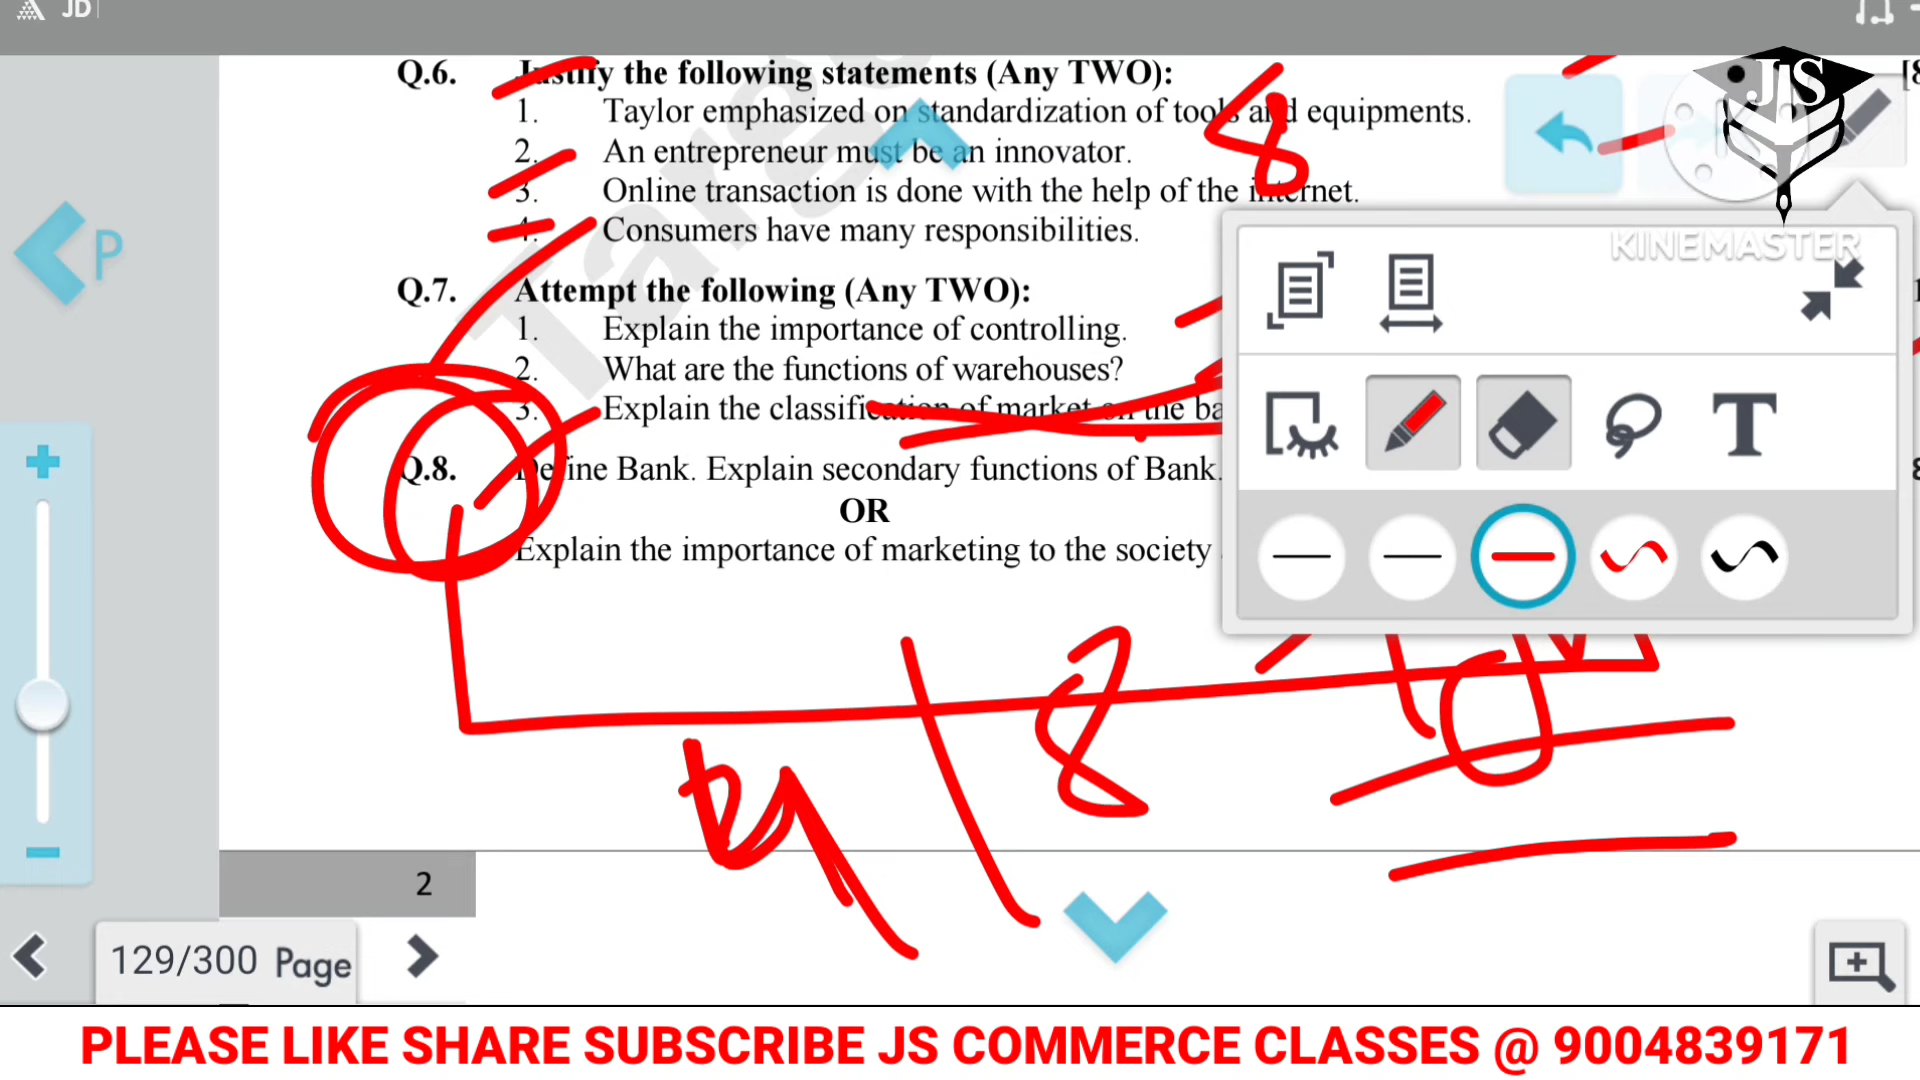 JD
Q.6. Justify the following statements (Any TWO): [8
1. Taylor emphasized on standardization of tools and equipments.
2. An entrepreneur must be an innovator.
3. Online transaction is done with the help of the internet.
4. Consumers have many responsibilities.
8
JS
KINEMASTER
P
Q.7. Attempt the following (Any TWO):
1. Explain the importance of controlling.
2. What are the functions of warehouses?
3. Explain the classification of market on the ba
T
Q.8. Define Bank. Explain secondary functions of Bank.
OR
Explain the importance of marketing to the society
8
2
129/300 Page
PLEASE LIKE SHARE SUBSCRIBE JS COMMERCE CLASSES @ 9004839171